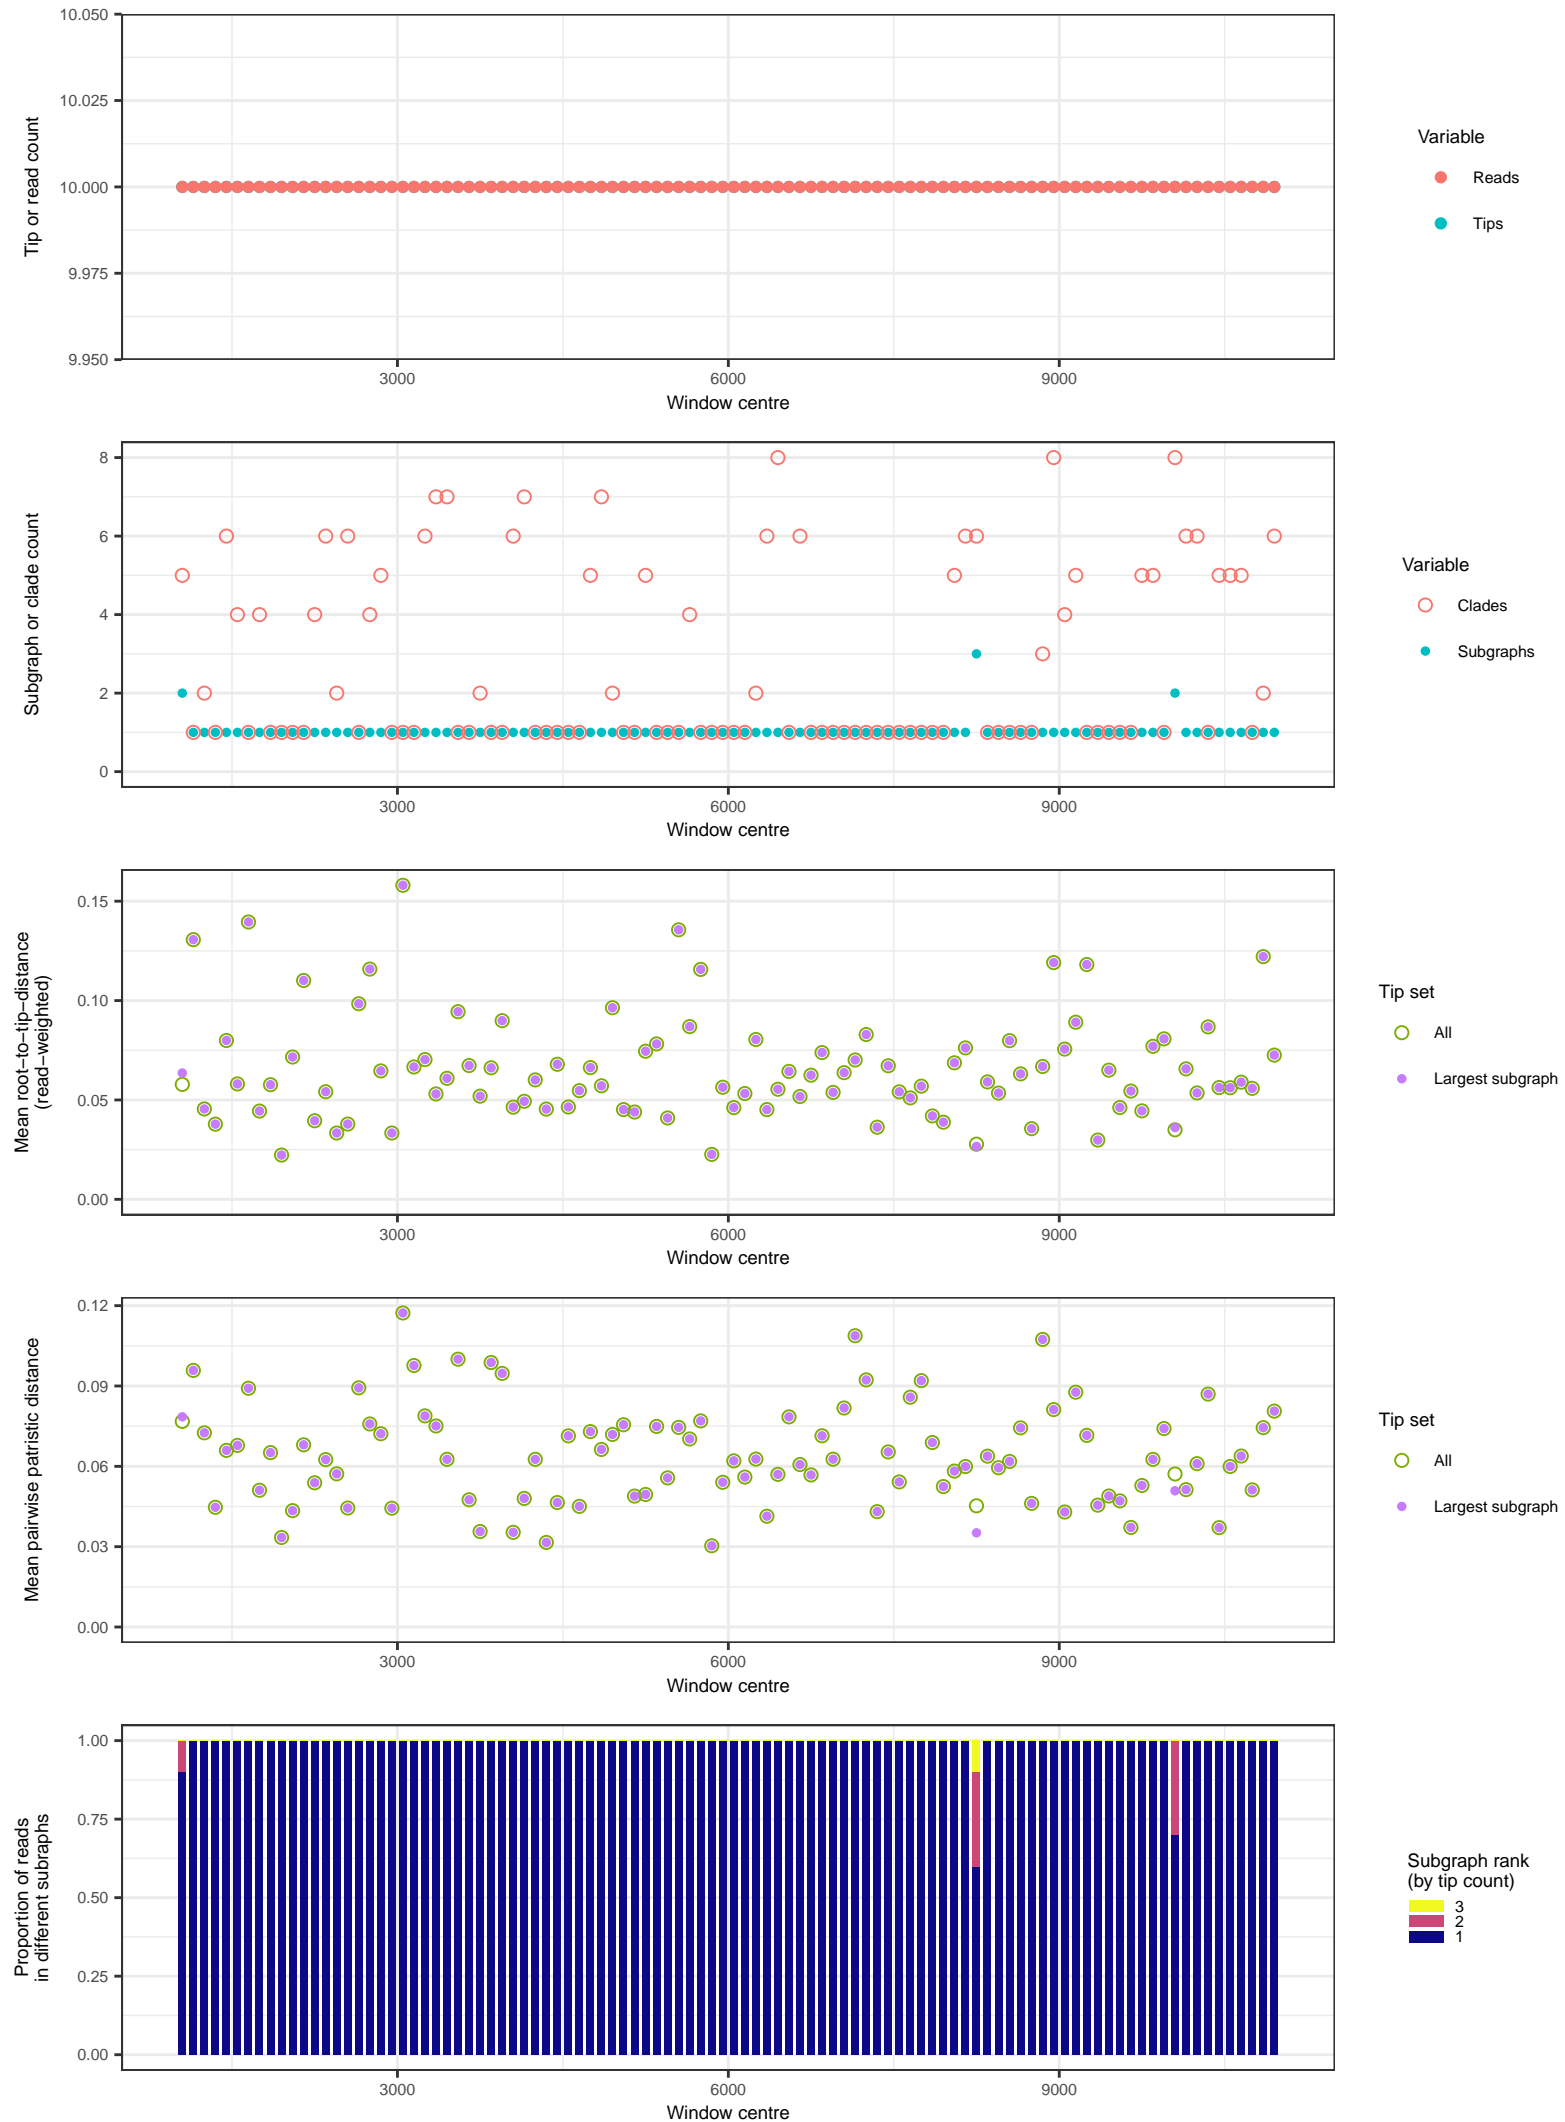 10.050
10.025
10.000
9.975
9.950
Tip or read count
3000
6000
9000
Window centre
Variable
Reads
Tips
8
6
4
2
0
Subgraph or clade count
3000
6000
9000
Window centre
Variable
Clades
Subgraphs
0.15
0.10
0.05
0.00
Mean root−to−tip−distance
(read−weighted)
3000
6000
9000
Window centre
Tip set
All
Largest subgraph
0.12
0.09
0.06
0.03
0.00
Mean pairwise patristic distance
3000
6000
9000
Window centre
Tip set
All
Largest subgraph
1.00
0.75
0.50
0.25
0.00
Proportion of reads
in different subraphs
3000
6000
9000
Window centre
Subgraph rank
(by tip count)
3
2
1